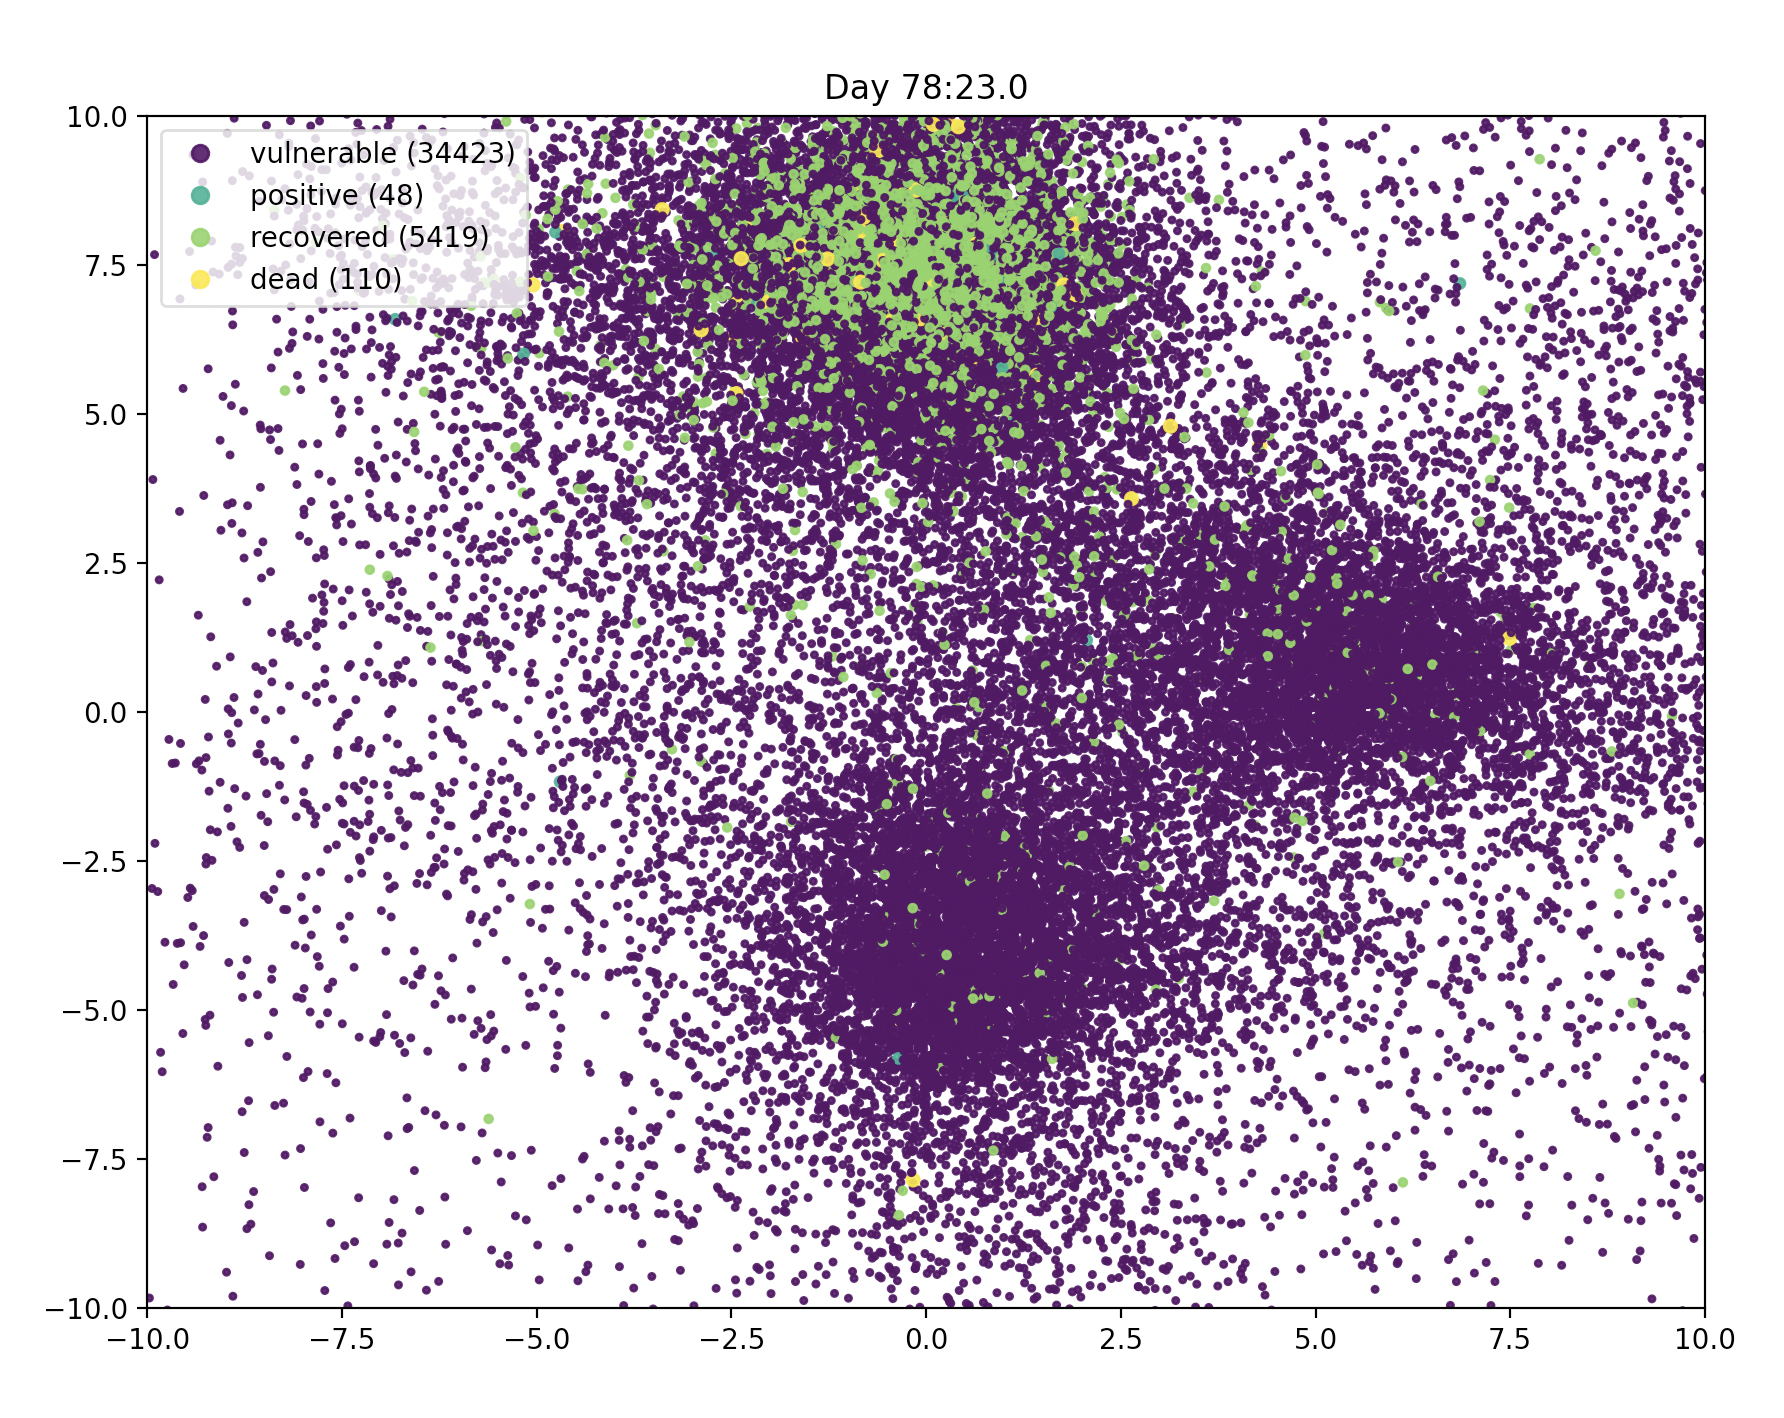 Day 78:23.0
vulnerable (34423)
positive (48)
recovered (5419)
dead (110)
10.0
7.5
5.0
2.5
0.0
−2.5
−5.0
−7.5
−10.0
−10.0 −7.5 −5.0 −2.5 0.0 2.5 5.0 7.5 10.0